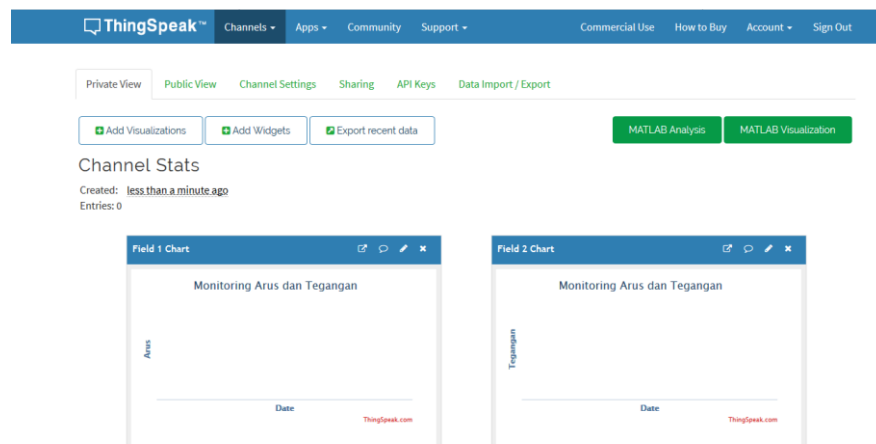 ThingSpeak™ Channels Apps Community Support Commercial Use How to Buy Account Sign Out
Private View Public View Channel Settings Sharing API Keys Data Import / Export
Add Visualizations Add Widgets Export recent data MATLAB Analysis MATLAB Visualization
Channel Stats
Created: less than a minute ago
Entries: 0
Field 1 Chart
Monitoring Arus dan Tegangan
Arus
Date
ThingSpeak.com
Field 2 Chart
Monitoring Arus dan Tegangan
Tegangan
Date
ThingSpeak.com